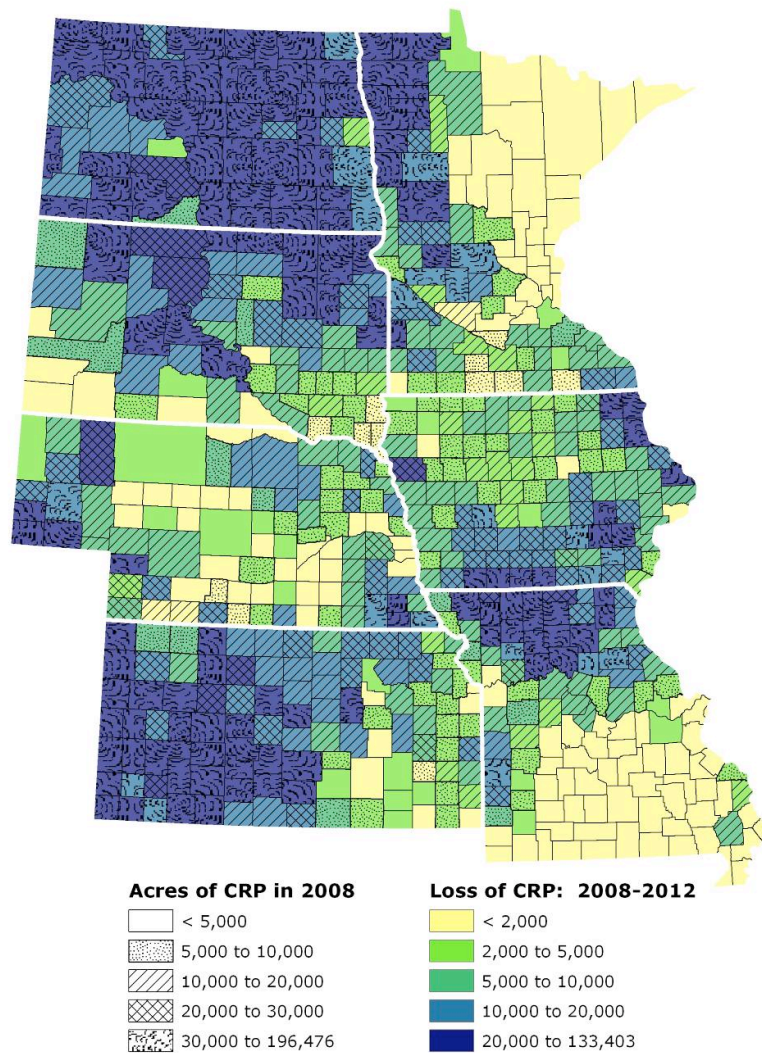 Acres of CRP in 2008
< 5,000
5,000 to 10,000
10,000 to 20,000
20,000 to 30,000
30,000 to 196,476
Loss of CRP: 2008-2012
< 2,000
2,000 to 5,000
5,000 to 10,000
10,000 to 20,000
20,000 to 133,403